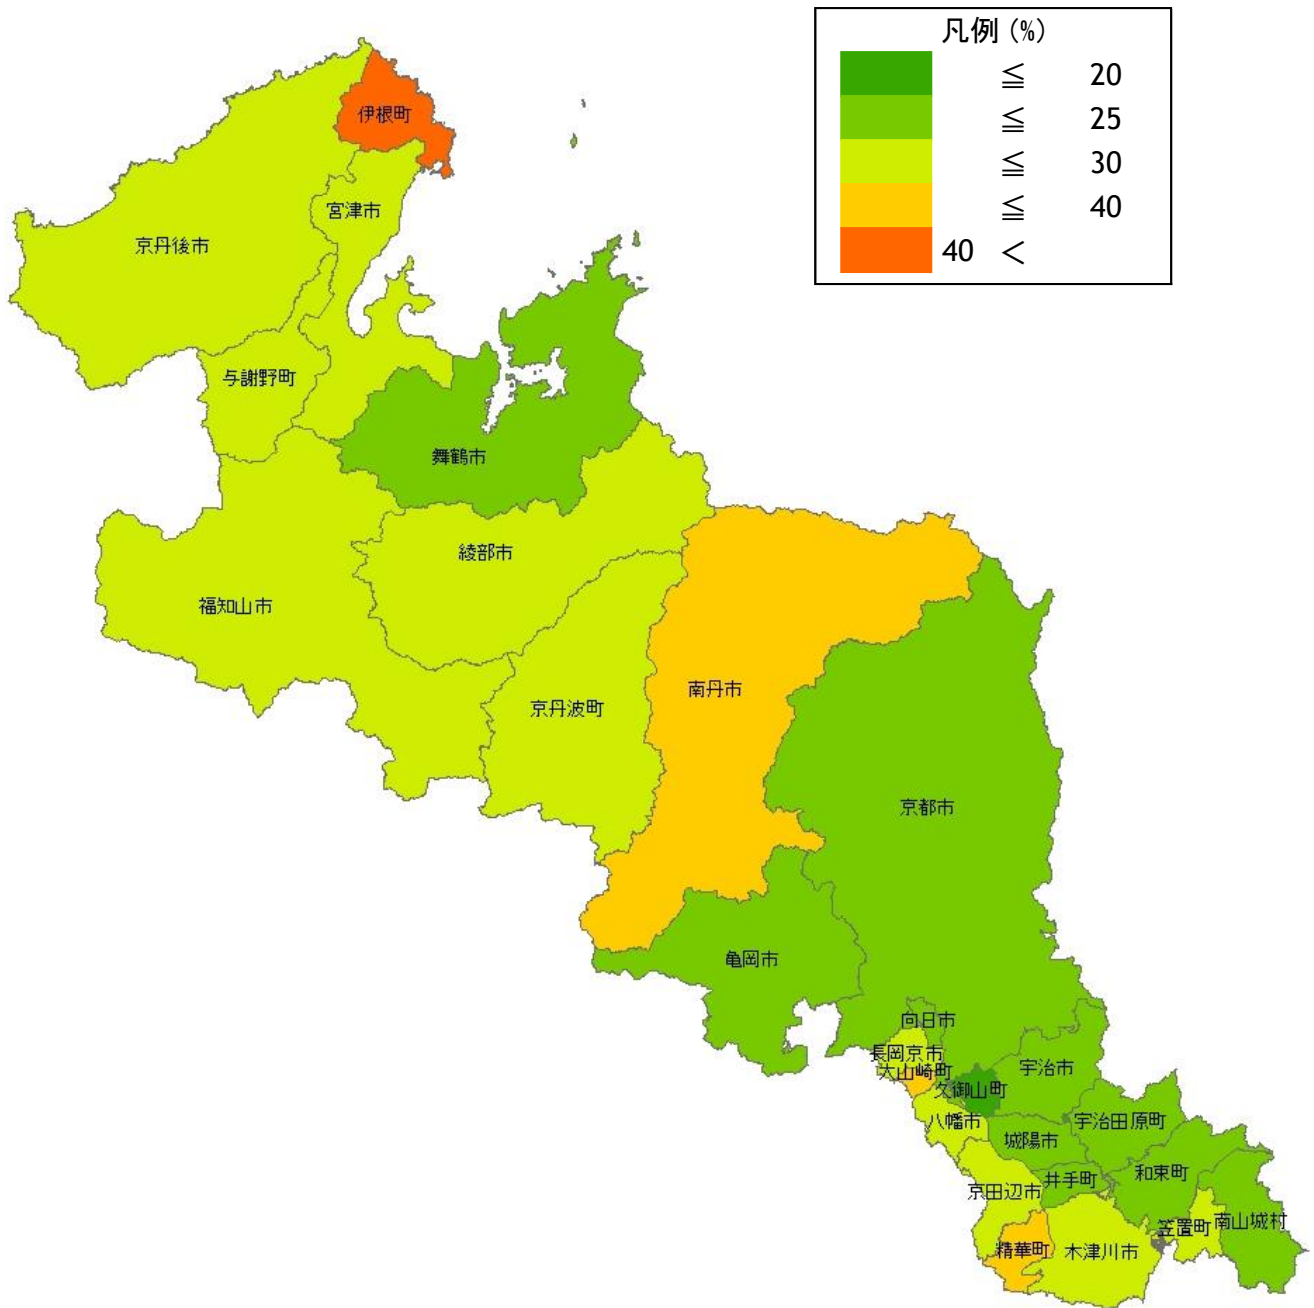 凡例 (%)
≦ 20
≦ 25
≦ 30
≦ 40
40 <
伊根町
宮津市
京丹後市
与謝野町
舞鶴市
綾部市
福知山市
南丹市
京丹波町
京都市
亀岡市
向日市
長岡京市
大山崎町
宇治市
久御山町
八幡市
宇治田原町
城陽市
和束町
井手町
京田辺市
笠置町
南山城村
精華町
木津川市